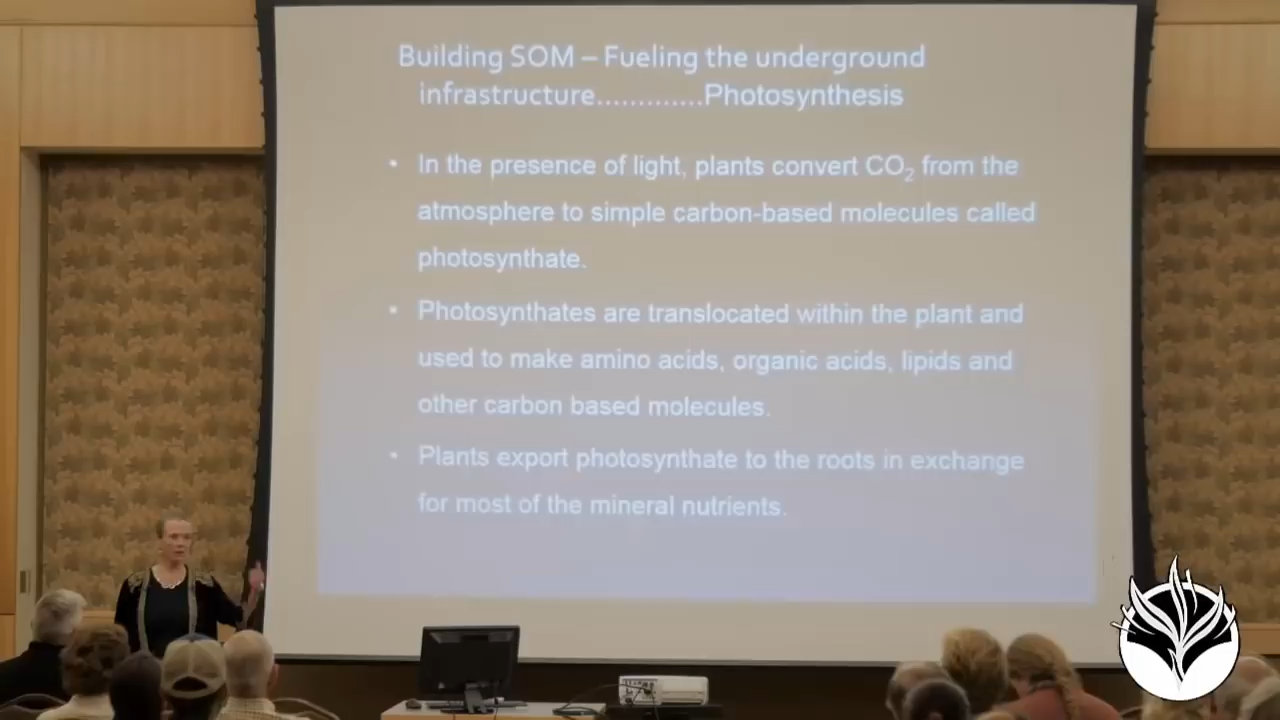 Building SOM – Fueling the underground
infrastructure.............Photosynthesis
• In the presence of light, plants convert CO₂ from the
atmosphere to simple carbon-based molecules called
photosynthate.
• Photosynthates are translocated within the plant and
used to make amino acids, organic acids, lipids and
other carbon based molecules.
• Plants export photosynthate to the roots in exchange
for most of the mineral nutrients.